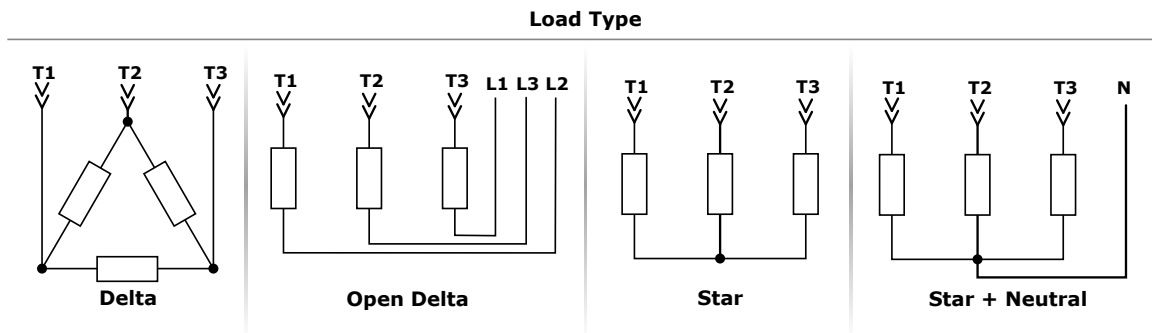 Load Type
T1 T2 T3
Delta
T1 T2 T3 L1 L3 L2
Open Delta
T1 T2 T3
Star
T1 T2 T3 N
Star + Neutral